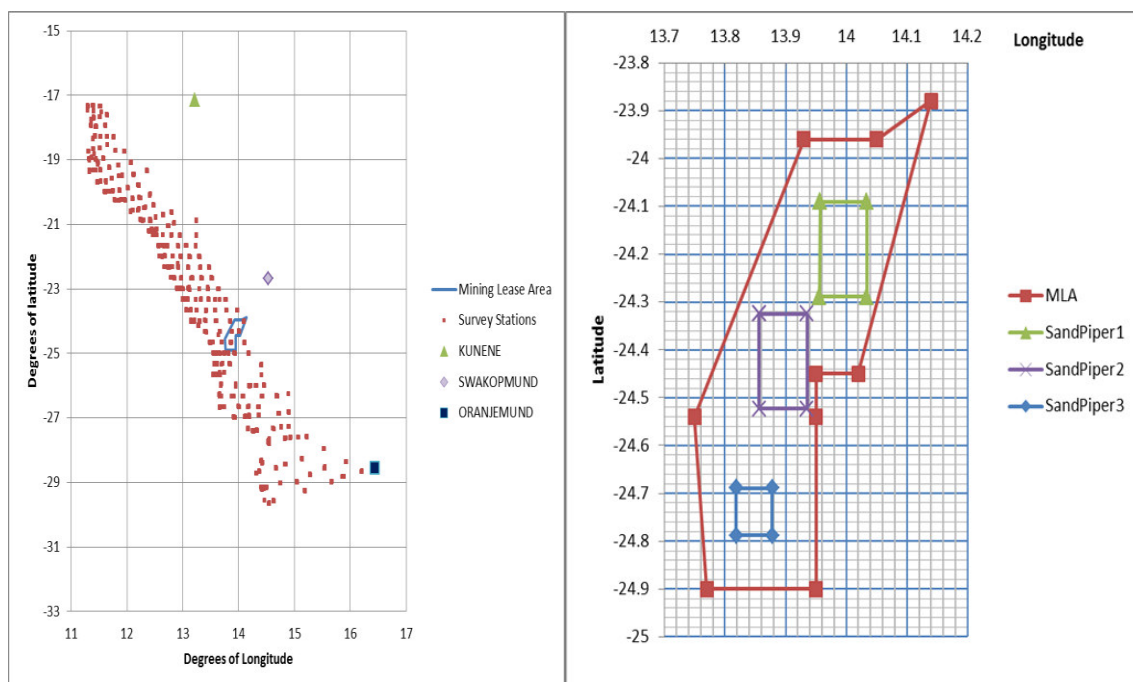 -15
-17
-19
-21
-23
-25
-27
-29
-31
-33
Degrees of latitude
11 12 13 14 15 16 17
Degrees of Longitude
Mining Lease Area
Survey Stations
KUNENE
SWAKOPMUND
ORANJEMUND
13.7 13.8 13.9 14 14.1 14.2
Longitude
-23.8
-23.9
-24
-24.1
-24.2
-24.3
-24.4
-24.5
-24.6
-24.7
-24.8
-24.9
-25
Latitude
MLA
SandPiper1
SandPiper2
SandPiper3